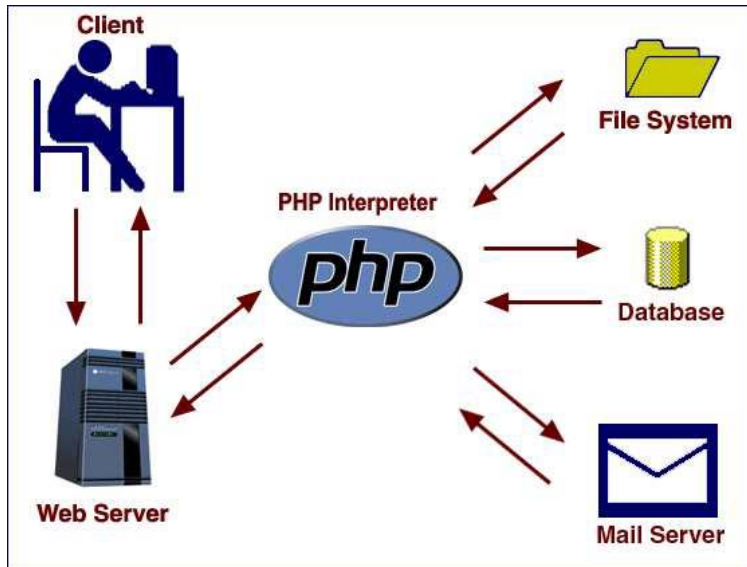 Client
File System
PHP Interpreter
php
Database
Web Server
Mail Server